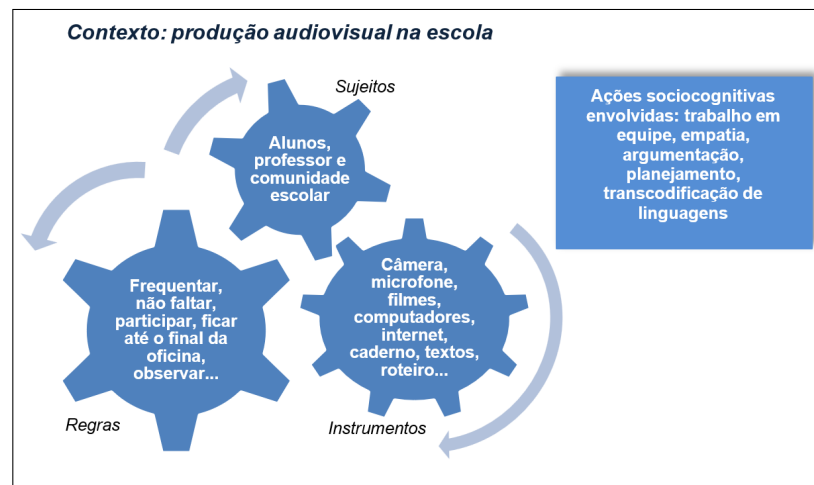 Contexto: produção audiovisual na escola
Sujeitos
Alunos,
professor e
comunidade
escolar
Ações sociocognitivas
envolvidas: trabalho em
equipe, empatia,
argumentação,
planejamento,
transcodificação de
linguagens
Frequentar,
não faltar,
participar, ficar
até o final da
oficina,
observar...
Regras
Câmera,
microfone,
filmes,
computadores,
internet,
caderno, textos,
roteiro...
Instrumentos